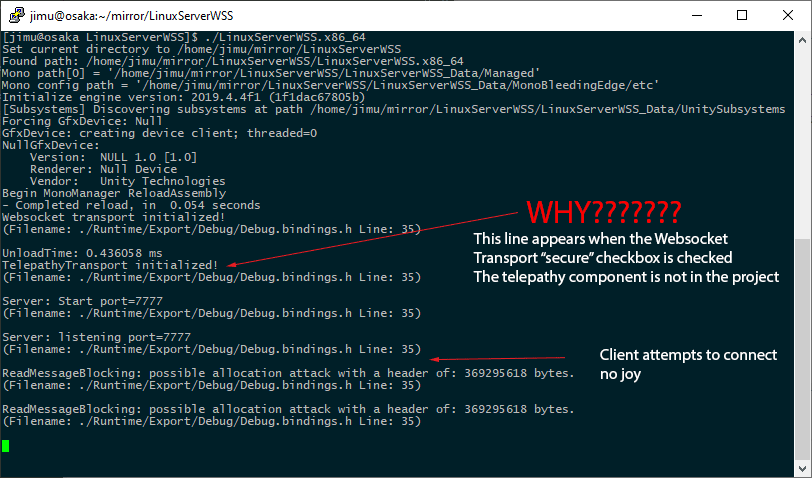 jimu@osaka:~/mirror/LinuxServerWSS
[jimu@osaka LinuxServerWSS]$ ./LinuxServerWSS.x86_64
Set current directory to /home/jimu/mirror/LinuxServerWSS
Found path: /home/jimu/mirror/LinuxServerWSS/LinuxServerWSS.x86_64
Mono path[0] = '/home/jimu/mirror/LinuxServerWSS/LinuxServerWSS_Data/Managed'
Mono config path = '/home/jimu/mirror/LinuxServerWSS/LinuxServerWSS_Data/MonoBleedingEdge/etc'
Initialize engine version: 2019.4.4f1 (1f1dac67805b)
[Subsystems] Discovering subsystems at path /home/jimu/mirror/LinuxServerWSS/LinuxServerWSS_Data/UnitySubsystems
Forcing GfxDevice: Null
GfxDevice: creating device client; threaded=0
NullGfxDevice:
    Version:  NULL 1.0 [1.0]
    Renderer: Null Device
    Vendor:   Unity Technologies
Begin MonoManager ReloadAssembly
- Completed reload, in  0.054 seconds
Websocket transport initialized!
(Filename: ./Runtime/Export/Debug/Debug.bindings.h Line: 35)
WHY???????
This line appears when the Websocket
Transport “secure” checkbox is checked
The telepathy component is not in the project
UnloadTime: 0.436058 ms
TelepathyTransport initialized!
(Filename: ./Runtime/Export/Debug/Debug.bindings.h Line: 35)
Server: Start port=7777
(Filename: ./Runtime/Export/Debug/Debug.bindings.h Line: 35)
Server: listening port=7777
(Filename: ./Runtime/Export/Debug/Debug.bindings.h Line: 35)
Client attempts to connect
no joy
ReadMessageBlocking: possible allocation attack with a header of: 369295618 bytes.
(Filename: ./Runtime/Export/Debug/Debug.bindings.h Line: 35)
ReadMessageBlocking: possible allocation attack with a header of: 369295618 bytes.
(Filename: ./Runtime/Export/Debug/Debug.bindings.h Line: 35)